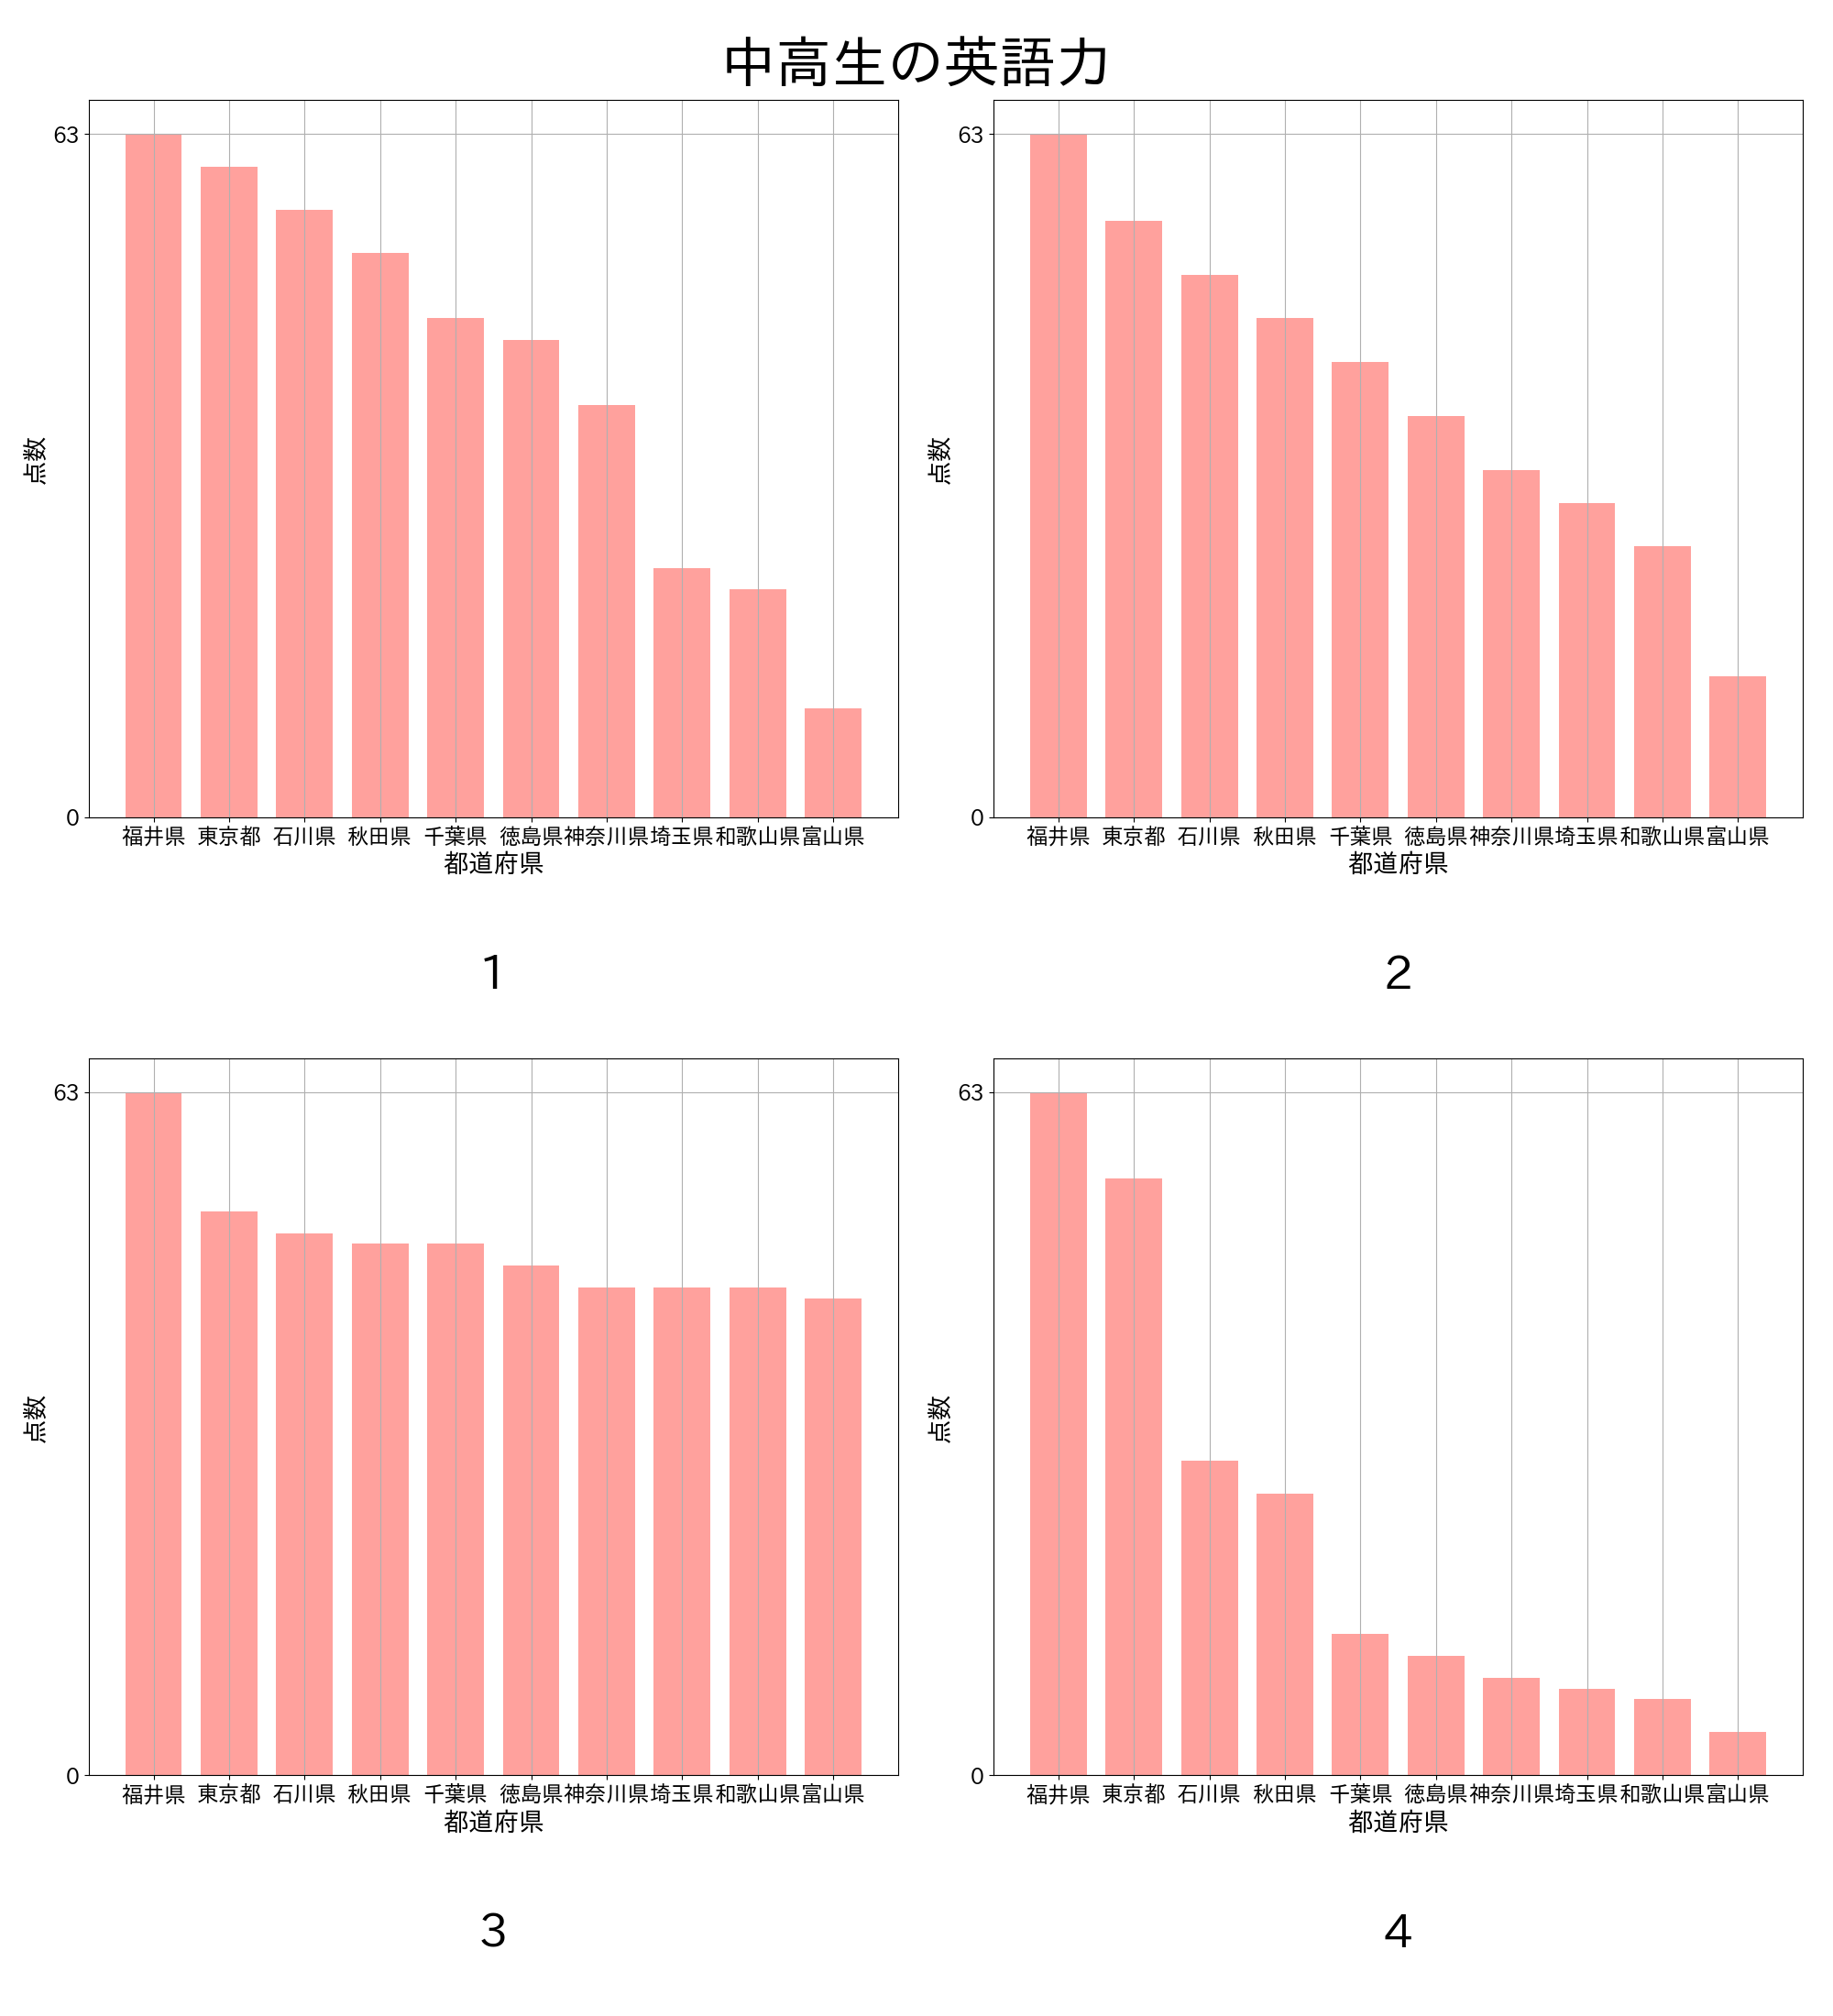 中高生の英語力
63
点数
0
福井県 東京都 石川県 秋田県 千葉県 徳島県 神奈川県 埼玉県 和歌山県 富山県
都道府県
1
63
点数
0
福井県 東京都 石川県 秋田県 千葉県 徳島県 神奈川県 埼玉県 和歌山県 富山県
都道府県
2
63
点数
0
福井県 東京都 石川県 秋田県 千葉県 徳島県 神奈川県 埼玉県 和歌山県 富山県
都道府県
3
63
点数
0
福井県 東京都 石川県 秋田県 千葉県 徳島県 神奈川県 埼玉県 和歌山県 富山県
都道府県
4